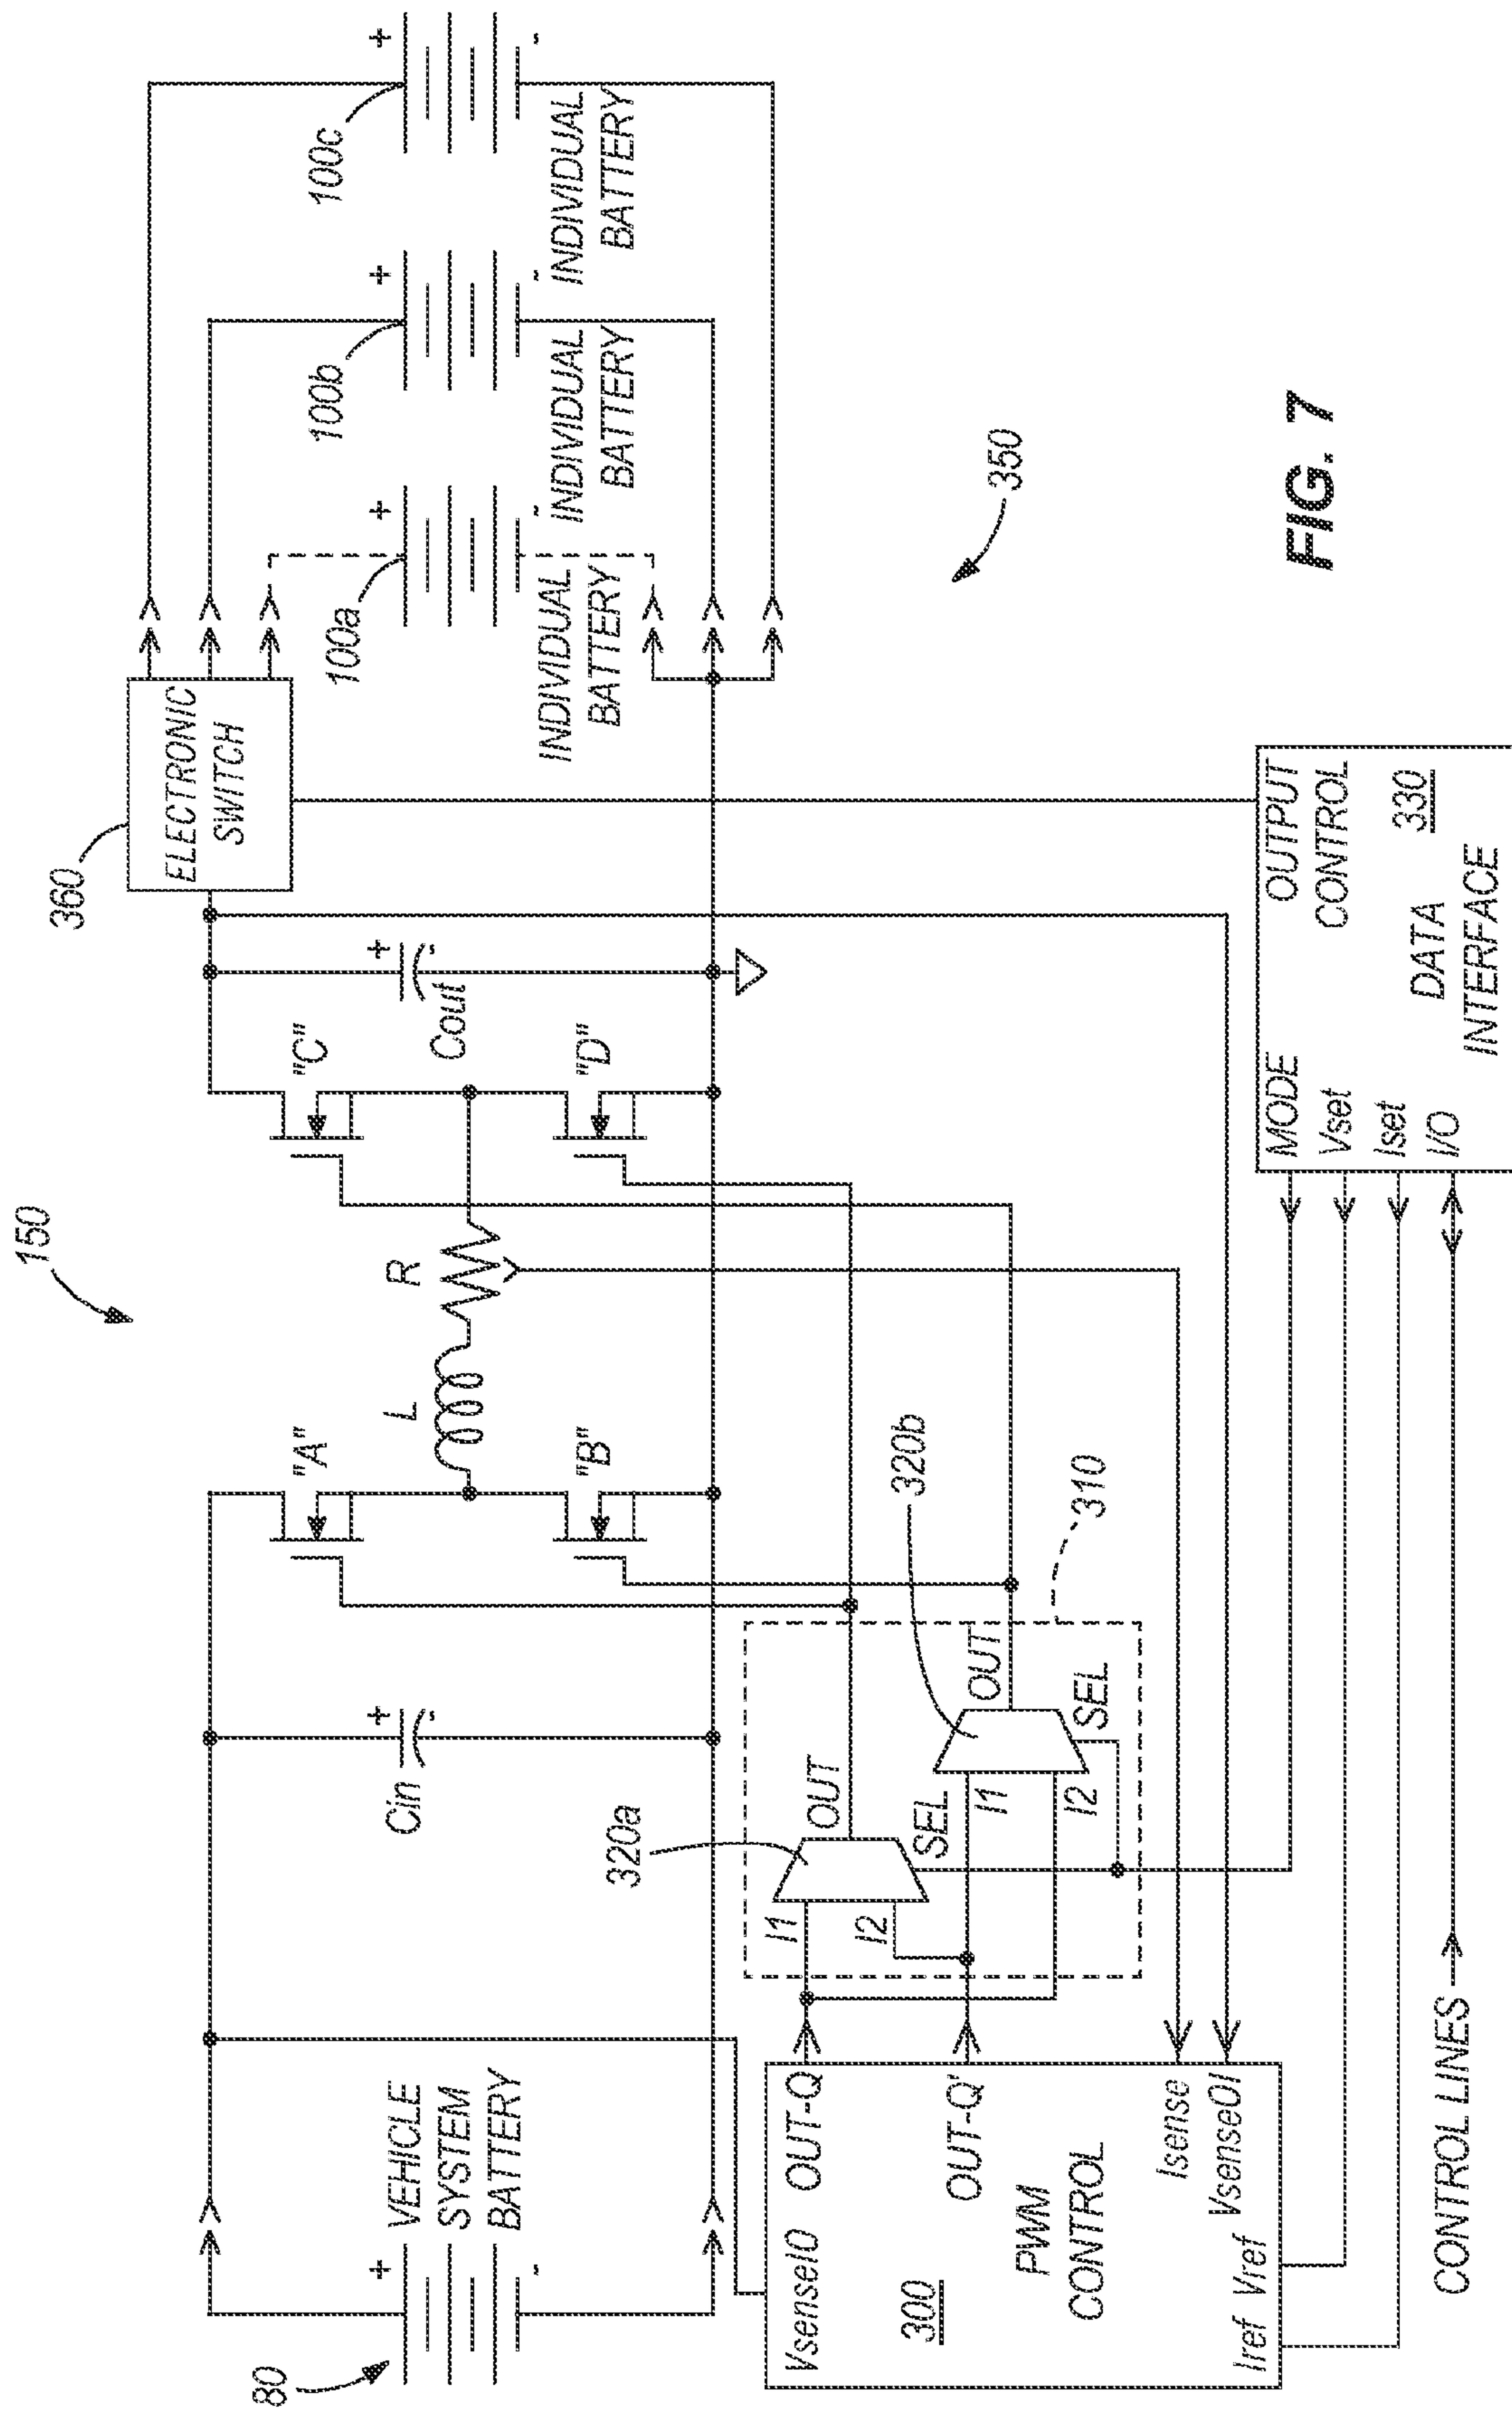 150
360
ELECTRONIC
SWITCH
80
+
-
VEHICLE
SYSTEM
BATTERY
Cin
+
-
"A"
"B"
L
R
"C"
"D"
Cout
+
-
100a
+
-
INDIVIDUAL
BATTERY
100b
+
-
INDIVIDUAL
BATTERY
100c
+
-
INDIVIDUAL
BATTERY
350
320a
I1
I2
OUT
SEL
320b
I1
I2
OUT
SEL
310
VsenseIO
OUT-Q
OUT-Q'
300
PWM
CONTROL
Isense
VsenseOI
Iref
Vref
MODE
Vset
Iset
I/O
OUTPUT
CONTROL
330
DATA
INTERFACE
CONTROL LINES
FIG. 7